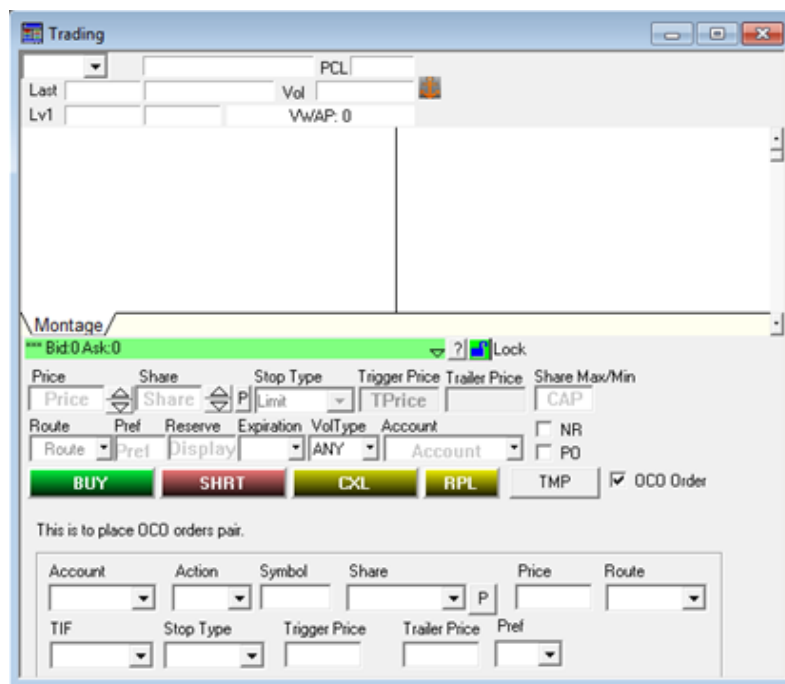 Trading
PCL
Last Vol
Lv1 VWAP: 0
Montage
*** Bid:0 Ask:0 ? Lock
Price Share Stop Type Trigger Price Trailer Price Share Max/Min
Price Share P Limit TPrice CAP
Route Pref Reserve Expiration VolType Account NR
Route Pref Display ANY Account PO
BUY SHRT CXL RPL TMP OCO Order
This is to place OCO orders pair.
Account Action Symbol Share Price Route
P
TIF Stop Type Trigger Price Trailer Price Pref